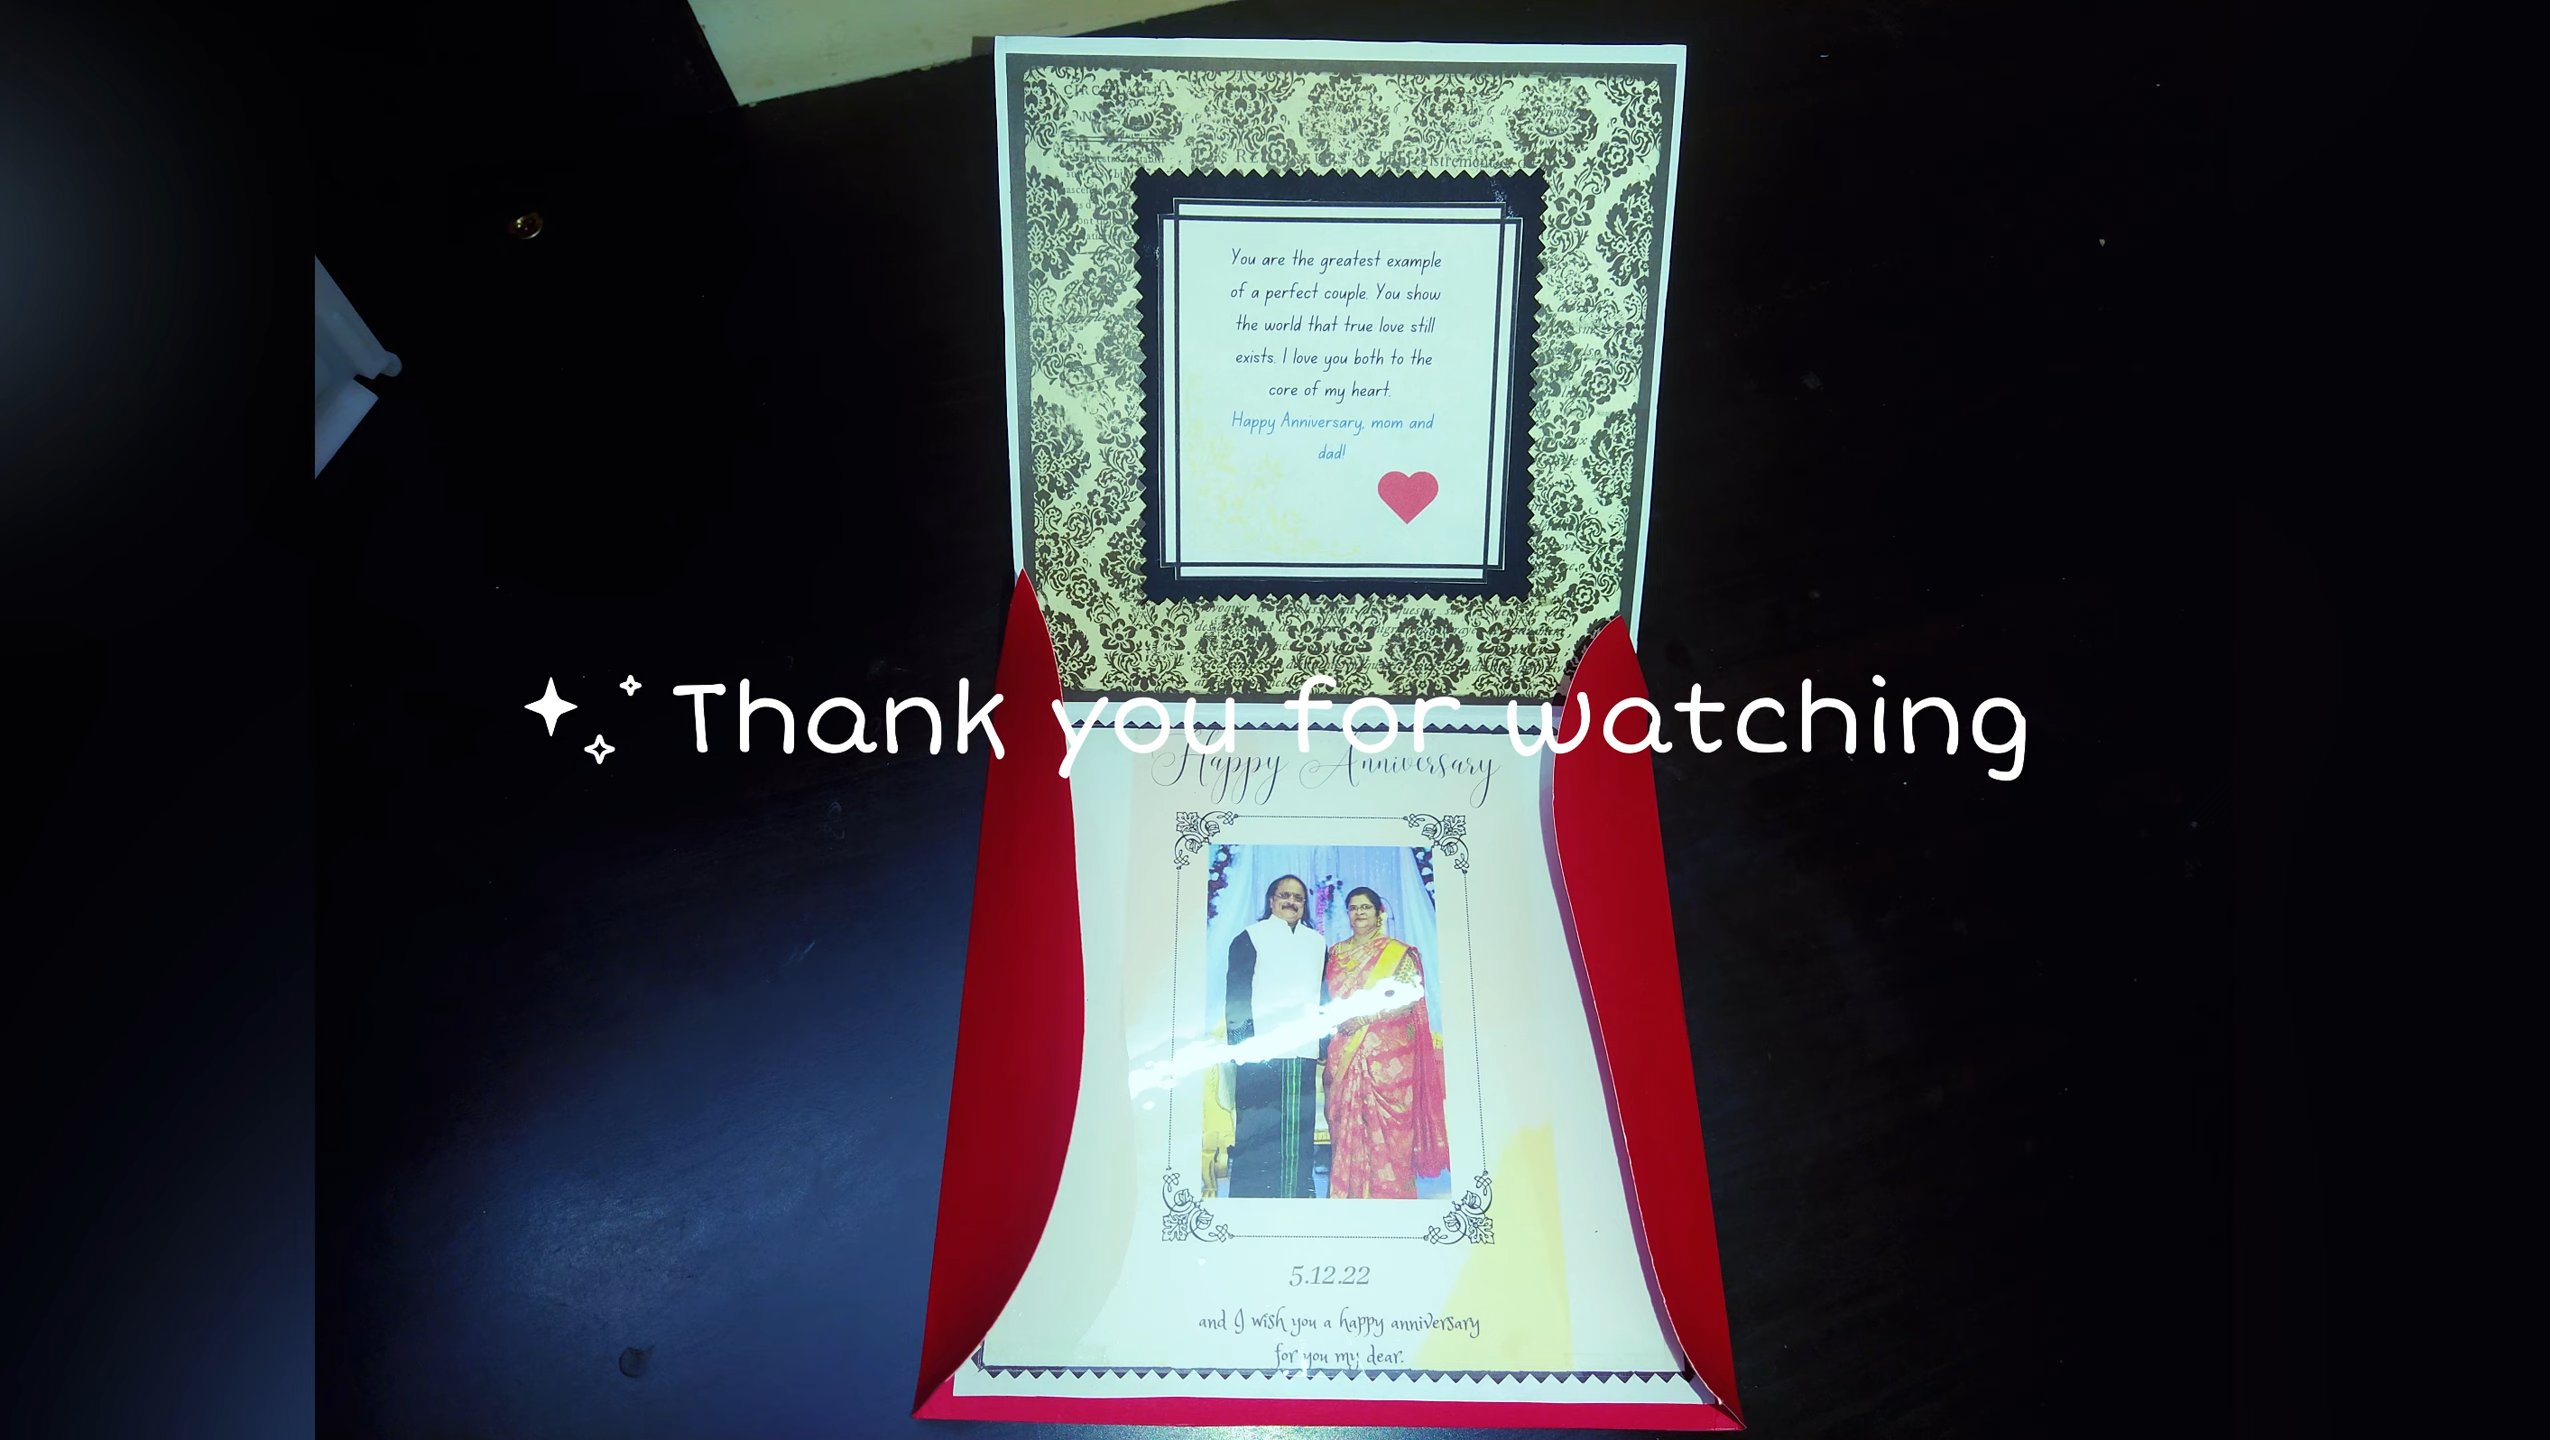 You are the greatest example
of a perfect couple. You show
the world that true love still
exists. I love you both to the
core of my heart.
Happy Anniversary, mom and
dad!
Thank you for watching
Happy Anniversary
5.12.22
and I wish you a happy anniversary
for you my dear.